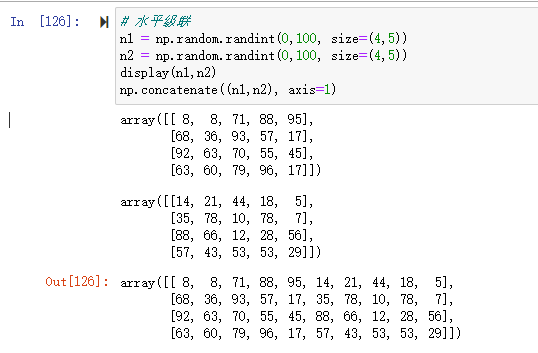 In [126]:
# 水平级联
n1 = np.random.randint(0,100, size=(4,5))
n2 = np.random.randint(0,100, size=(4,5))
display(n1,n2)
np.concatenate((n1,n2), axis=1)
array([[ 8,  8, 71, 88, 95],
       [68, 36, 93, 57, 17],
       [92, 63, 70, 55, 45],
       [63, 60, 79, 96, 17]])
array([[14, 21, 44, 18,  5],
       [35, 78, 10, 78,  7],
       [88, 66, 12, 28, 56],
       [57, 43, 53, 53, 29]])
Out[126]:
array([[ 8,  8, 71, 88, 95, 14, 21, 44, 18,  5],
       [68, 36, 93, 57, 17, 35, 78, 10, 78,  7],
       [92, 63, 70, 55, 45, 88, 66, 12, 28, 56],
       [63, 60, 79, 96, 17, 57, 43, 53, 53, 29]])